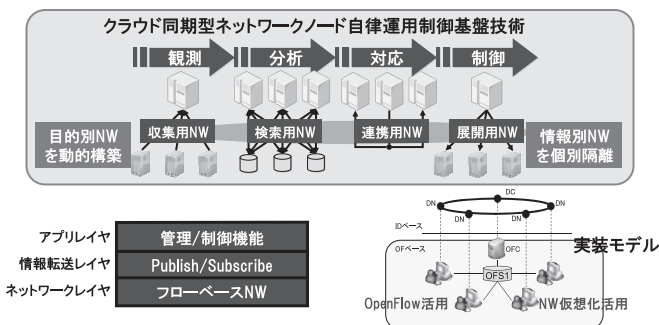 クラウド同期型ネットワークノード自律運用制御基盤技術
観測
分析
対応
制御
目的別NW
を動的構築
収集用NW
検索用NW
連携用NW
展開用NW
情報別NW
を個別隔離
アプリレイヤ
管理/制御機能
情報転送レイヤ
Publish/Subscribe
ネットワークレイヤ
フローベースNW
DC
DN
DN
DN
DN
IDベース
OFベース
OFC
実装モデル
OFS1
OpenFlow活用
NW仮想化活用